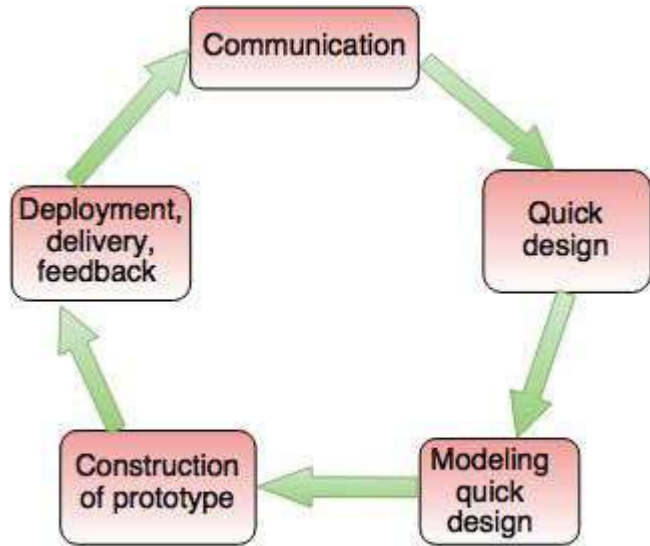 Communication
Quick
design
Modeling
quick
design
Construction
of prototype
Deployment,
delivery,
feedback